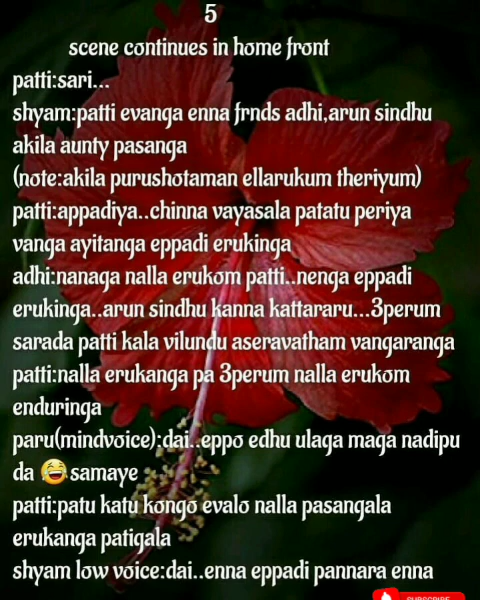 5
scene continues in home front
patti:sari...
shyam:patti evanga enna frnds adhi,arun sindhu
akila aunty pasanga
(note:akila purushotaman ellarukum theriyum)
patti:appadiya..chinna vayasala patatu periya
vanga ayitanga eppadi erukinga
adhi:nanaga nalla erukom patti..nenga eppadi
erukinga..arun sindhu kanna kattararu...3perum
sarada patti kala vilundu aseravatham vangaranga
patti:nalla erukanga pa 3perum nalla erukom
enduringa
paru(mindvoice):dai..eppo edhu ulaga maga nadipu
da 😂samaye
patti:patu katu kongo evalo nalla pasangala
erukanga patigala
shyam low voice:dai..enna eppadi pannara enna